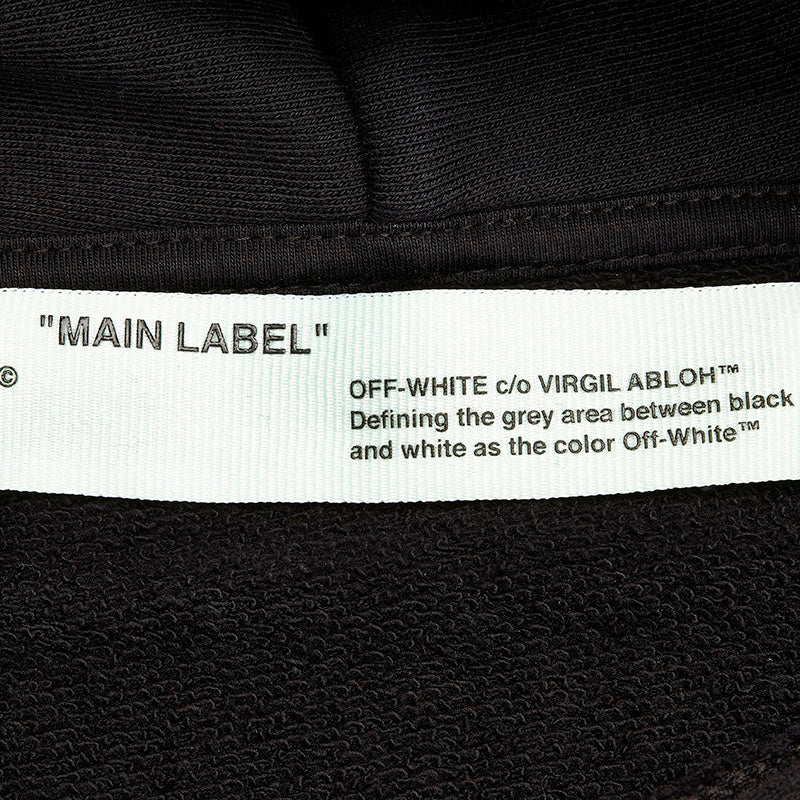 "MAIN LABEL"
©
OFF-WHITE c/o VIRGIL ABLOH™
Defining the grey area between black
and white as the color Off-White™